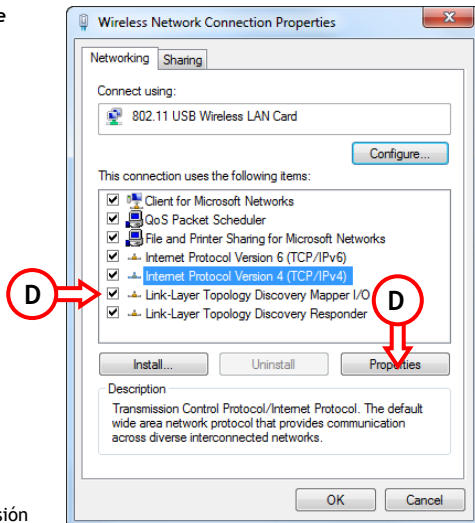 e
Wireless Network Connection Properties
Networking Sharing
Connect using:
802.11 USB Wireless LAN Card
Configure...
This connection uses the following items:
Client for Microsoft Networks
QoS Packet Scheduler
File and Printer Sharing for Microsoft Networks
Internet Protocol Version 6 (TCP/IPv6)
Internet Protocol Version 4 (TCP/IPv4)
D
Link-Layer Topology Discovery Mapper I/O
D
Link-Layer Topology Discovery Responder
Install... Uninstall Properties
Description
Transmission Control Protocol/Internet Protocol. The default
wide area network protocol that provides communication
across diverse interconnected networks.
OK Cancel
sión